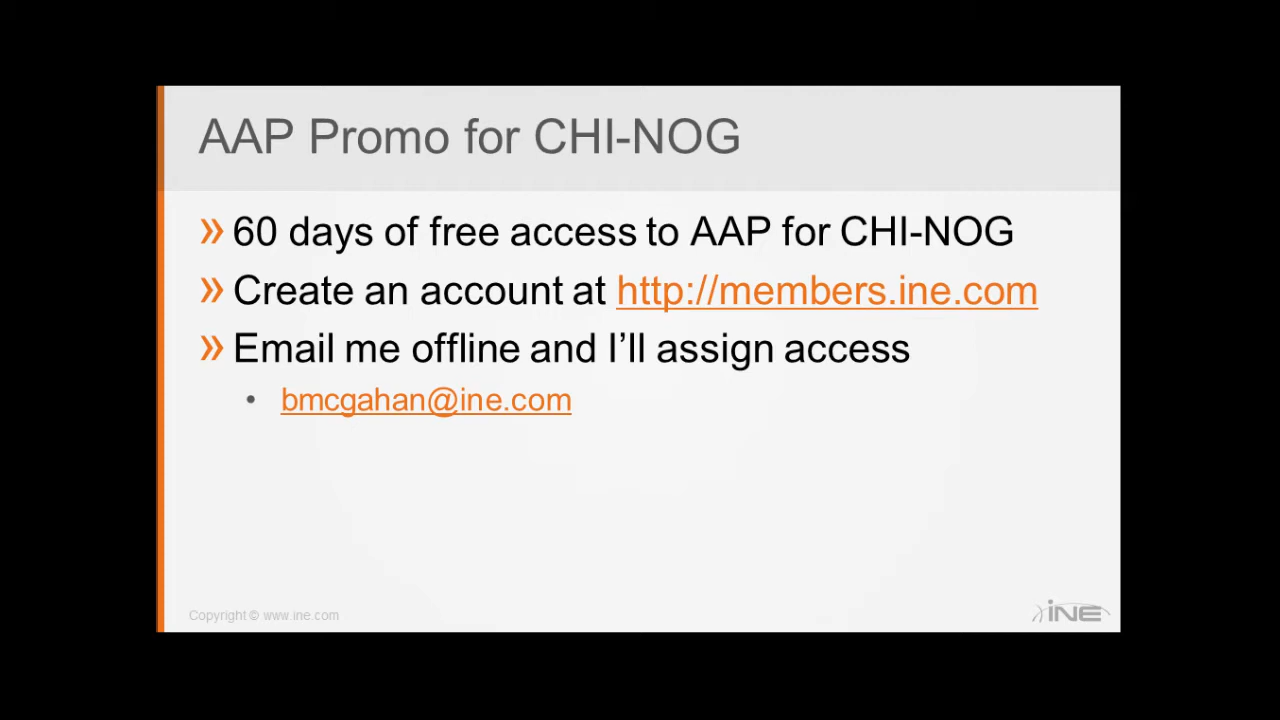 AAP Promo for CHI-NOG
» 60 days of free access to AAP for CHI-NOG
» Create an account at http://members.ine.com
» Email me offline and I’ll assign access
• bmcgahan@ine.com
Copyright © www.ine.com
iNE